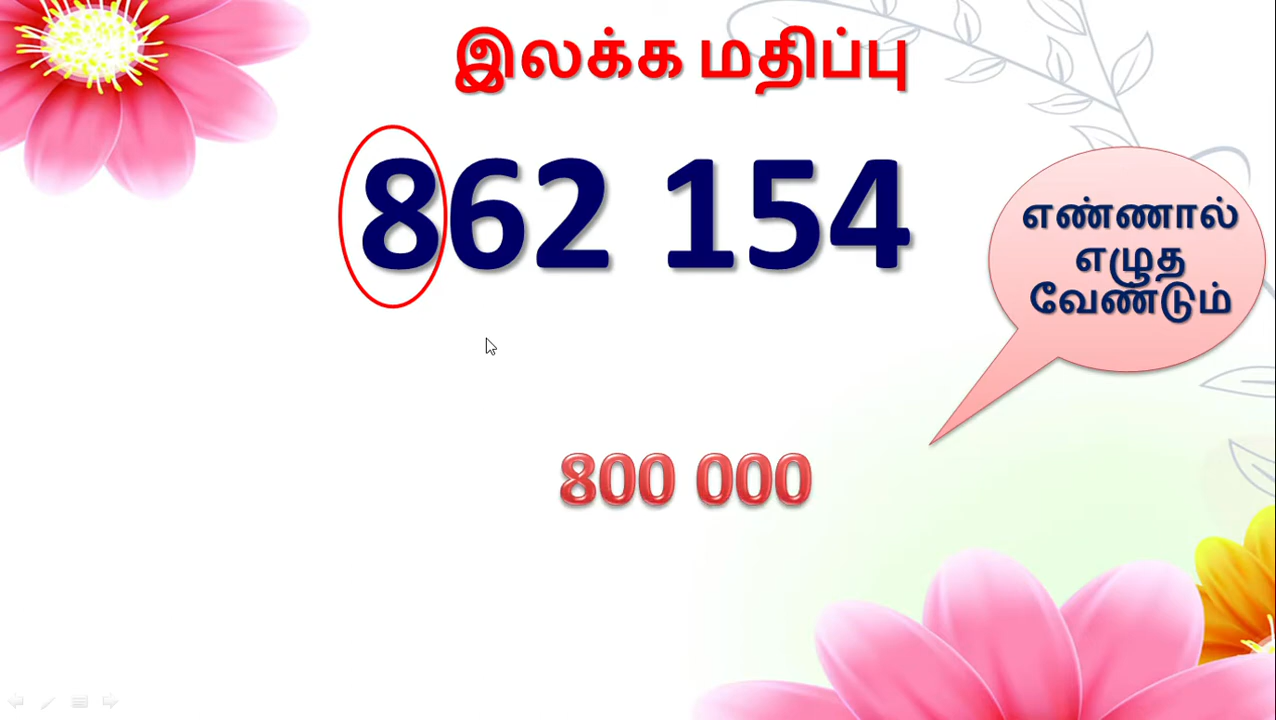 இலக்க மதிப்பு
862 154
எண்ணால்
எழுத
வேண்டும்
800 000